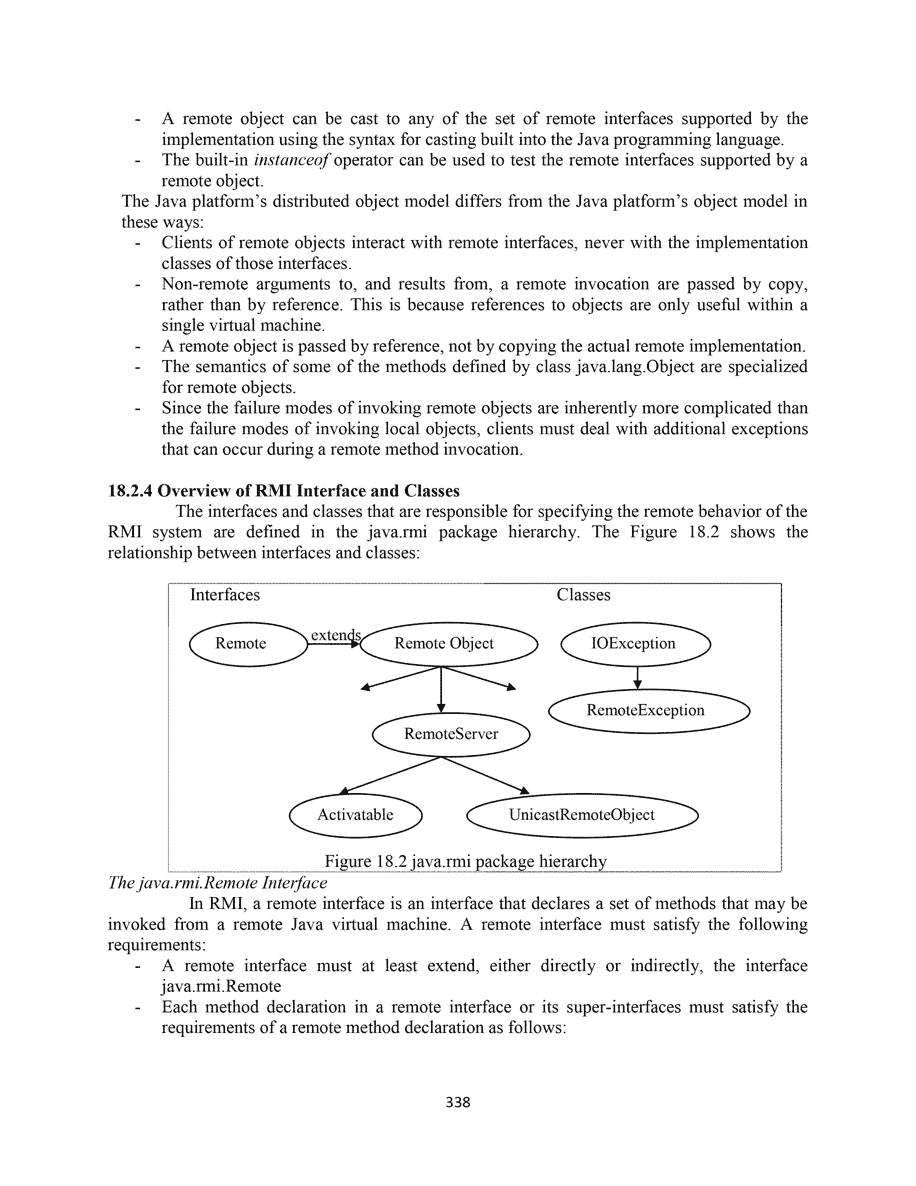 - A remote object can be cast to any of the set of remote interfaces supported by the
implementation using the syntax for casting built into the Java programming language.
- The built-in instanceof operator can be used to test the remote interfaces supported by a
remote object.
The Java platform's distributed object model differs from the Java platform's object model in
these ways:
- Clients of remote objects interact with remote interfaces, never with the implementation
classes of those interfaces.
- Non-remote arguments to, and results from, a remote invocation are passed by copy,
rather than by reference. This is because references to objects are only useful within a
single virtual machine.
- A remote object is passed by reference, not by copying the actual remote implementation.
- The semantics of some of the methods defined by class java.lang.Object are specialized
for remote objects.
- Since the failure modes of invoking remote objects are inherently more complicated than
the failure modes of invoking local objects, clients must deal with additional exceptions
that can occur during a remote method invocation.
18.2.4 Overview of RMI Interface and Classes
The interfaces and classes that are responsible for specifying the remote behavior of the
RMI system are defined in the java.rmi package hierarchy. The Figure 18.2 shows the
relationship between interfaces and classes:
Interfaces Classes
Remote extends Remote Object IOException
RemoteException
RemoteServer
Activatable UnicastRemoteObject
Figure 18.2 java.rmi package hierarchy
The java.rmi.Remote Interface
In RMI, a remote interface is an interface that declares a set of methods that may be
invoked from a remote Java virtual machine. A remote interface must satisfy the following
requirements:
- A remote interface must at least extend, either directly or indirectly, the interface
java.rmi.Remote
- Each method declaration in a remote interface or its super-interfaces must satisfy the
requirements of a remote method declaration as follows:
338